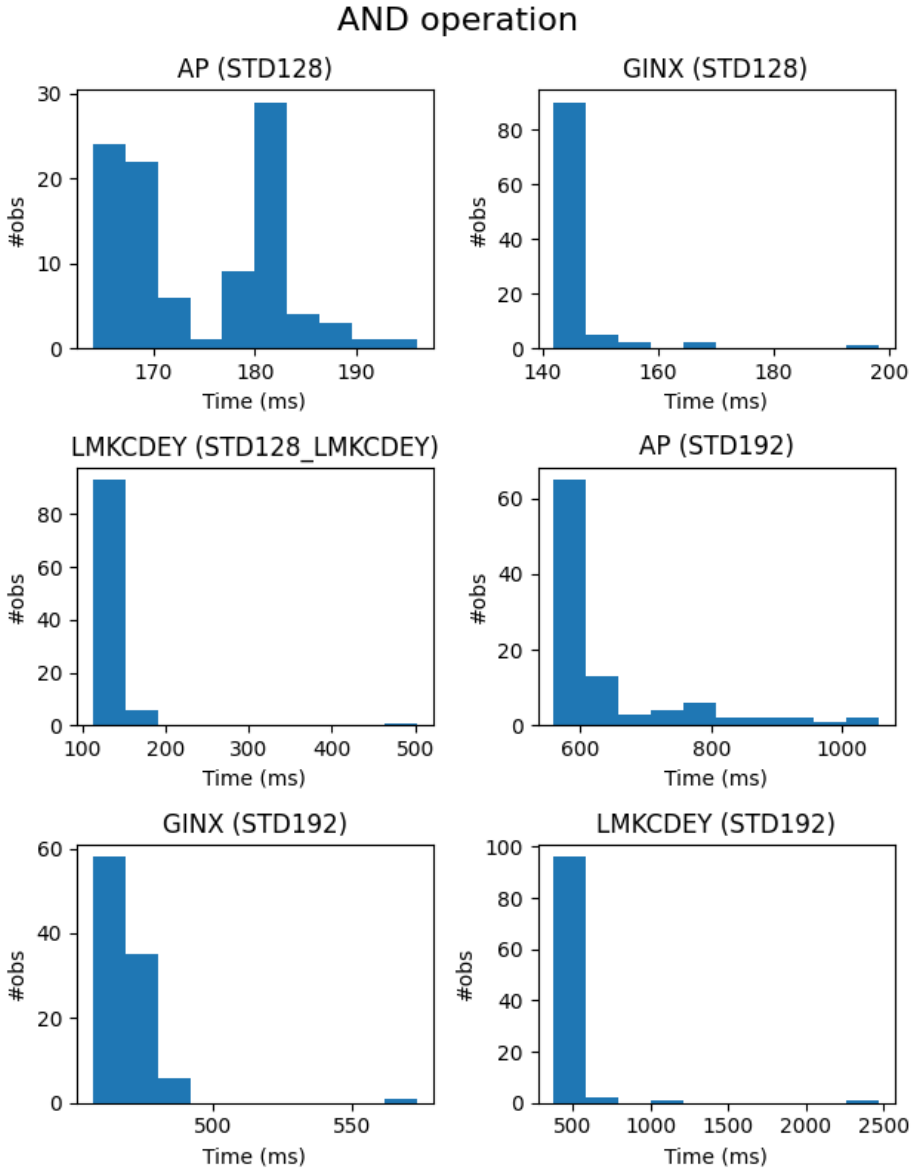 AND operation
AP (STD128)
30
20
10
0
#obs
170 180 190
Time (ms)
GINX (STD128)
80
60
40
20
0
#obs
140 160 180 200
Time (ms)
LMKCDEY (STD128_LMKCDEY)
80
60
40
20
0
#obs
100 200 300 400 500
Time (ms)
AP (STD192)
60
40
20
0
#obs
600 800 1000
Time (ms)
GINX (STD192)
60
40
20
0
#obs
500 550
Time (ms)
LMKCDEY (STD192)
100
80
60
40
20
0
#obs
500 1000 1500 2000 2500
Time (ms)